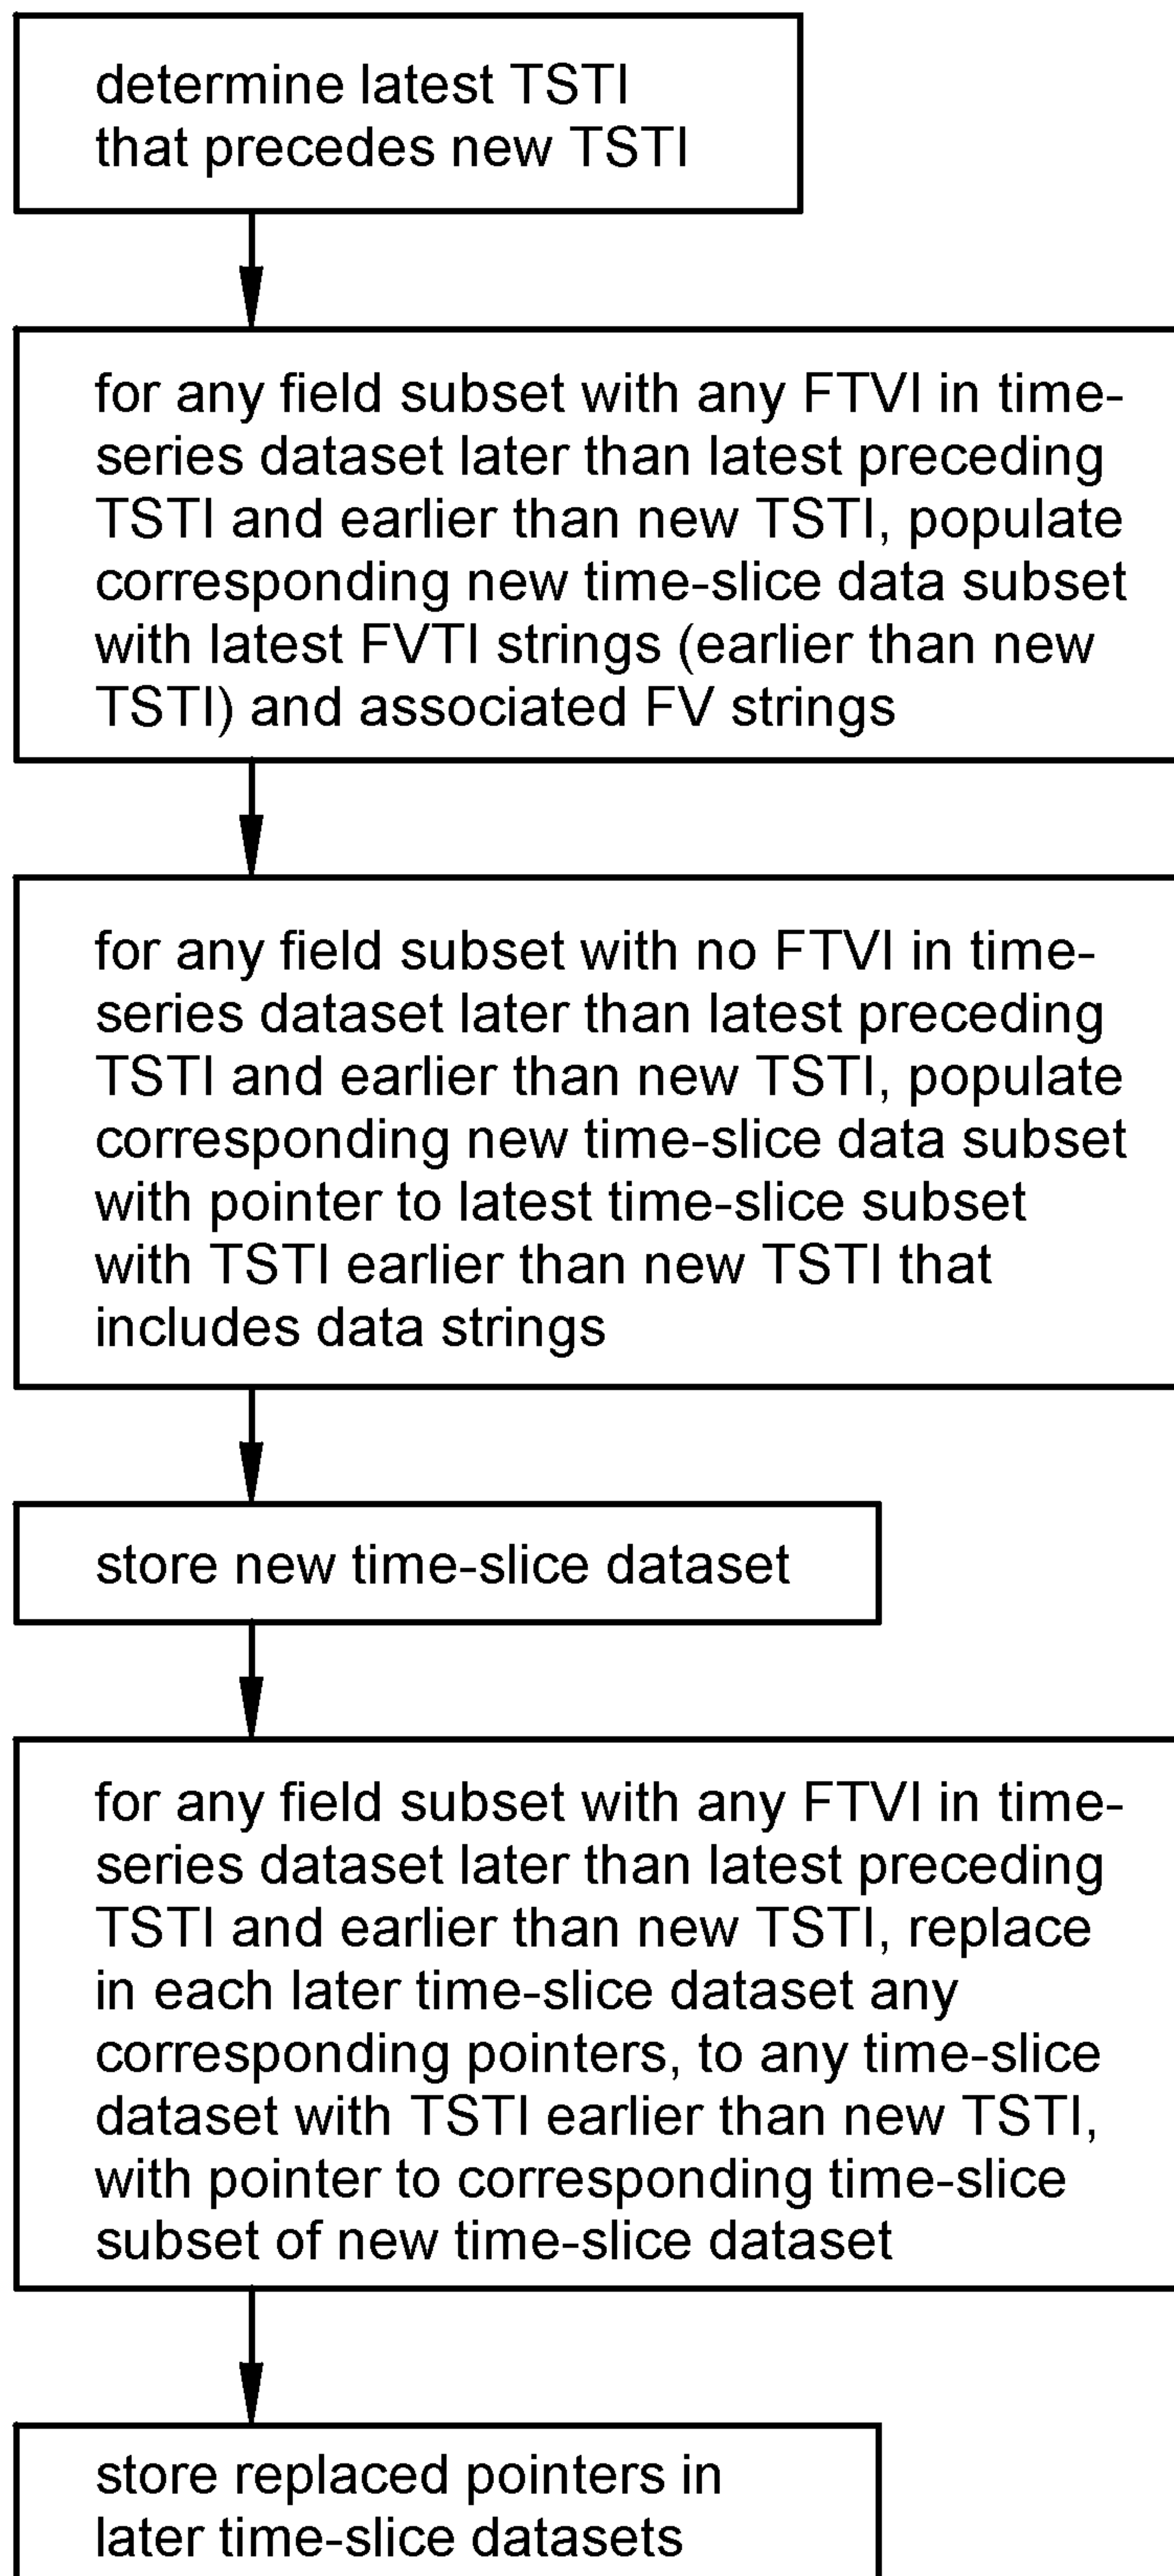 determine latest TSTI
that precedes new TSTI
for any field subset with any FTVI in time-
series dataset later than latest preceding
TSTI and earlier than new TSTI, populate
corresponding new time-slice data subset
with latest FVTI strings (earlier than new
TSTI) and associated FV strings
for any field subset with no FTVI in time-
series dataset later than latest preceding
TSTI and earlier than new TSTI, populate
corresponding new time-slice data subset
with pointer to latest time-slice subset
with TSTI earlier than new TSTI that
includes data strings
store new time-slice dataset
for any field subset with any FTVI in time-
series dataset later than latest preceding
TSTI and earlier than new TSTI, replace
in each later time-slice dataset any
corresponding pointers, to any time-slice
dataset with TSTI earlier than new TSTI,
with pointer to corresponding time-slice
subset of new time-slice dataset
store replaced pointers in
later time-slice datasets